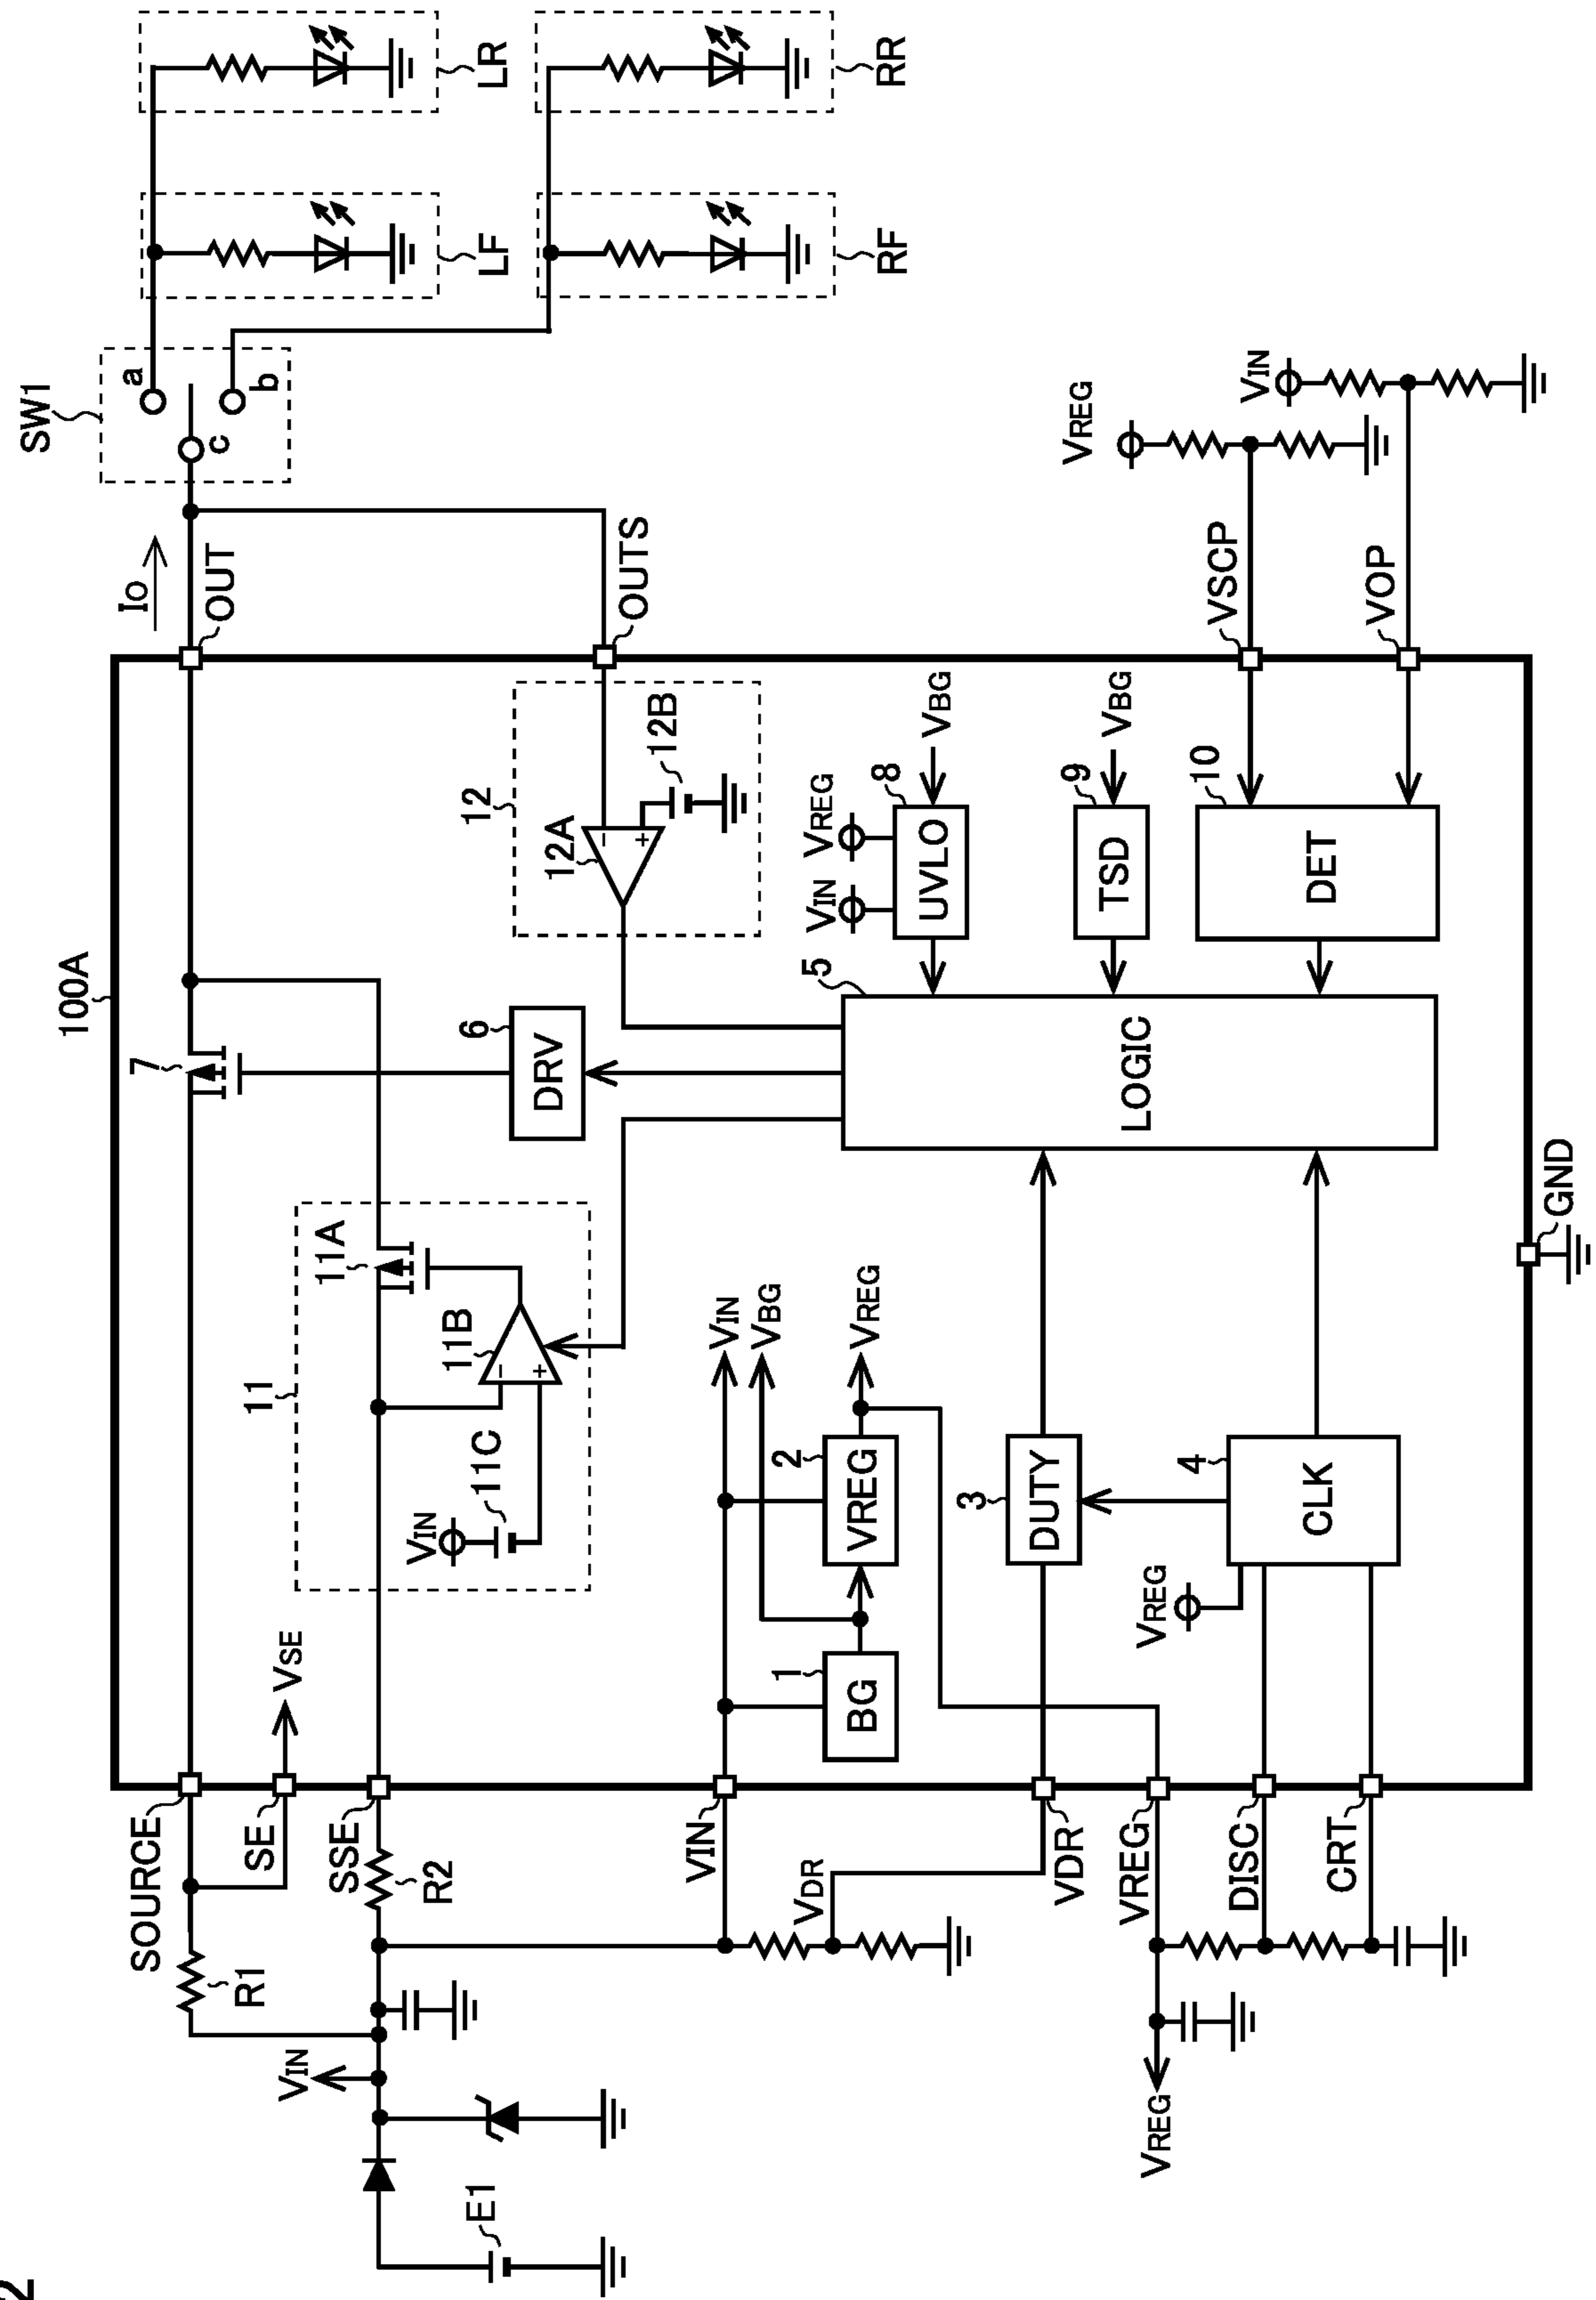 2
E1
VIN
R1
R2
SOURCE
SE
SSE
VSE
VIN
VDR
VDR
VREG
VREG
DISC
CRT
100A
7
11
11A
11B
11C
-
+
VIN
VIN
VBG
VREG
1
BG
2
VREG
3
DUTY
4
CLK
VREG
5
LOGIC
6
DRV
12
12A
12B
-
+
VIN
VREG
8
UVLO
VBG
9
TSD
VBG
10
DET
GND
IO
OUT
OUTS
VSCP
VOP
VREG
VIN
SW1
a
b
c
LF
LR
RF
RR